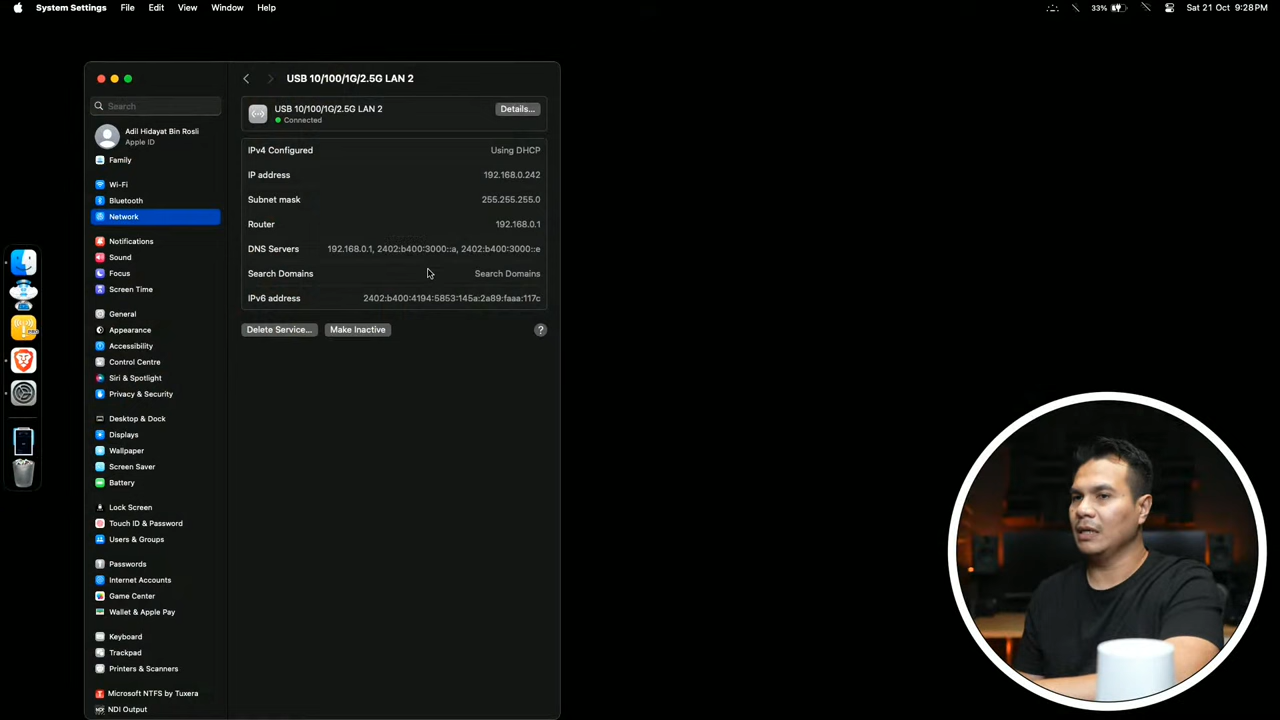 System Settings File Edit View Window Help 33% Sat 21 Oct 9:28PM
USB 10/100/1G/2.5G LAN 2
Search
Adil Hidayat Bin Rosli
Apple ID
Family
Wi-Fi
Bluetooth
Network
Notifications
Sound
Focus
Screen Time
General
Appearance
Accessibility
Control Centre
Siri & Spotlight
Privacy & Security
Desktop & Dock
Displays
Wallpaper
Screen Saver
Battery
Lock Screen
Touch ID & Password
Users & Groups
Passwords
Internet Accounts
Game Center
Wallet & Apple Pay
Keyboard
Trackpad
Printers & Scanners
Microsoft NTFS by Tuxera
NDI Output
USB 10/100/1G/2.5G LAN 2 Details...
Connected
IPv4 Configured Using DHCP
IP address 192.168.0.242
Subnet mask 255.255.255.0
Router 192.168.0.1
DNS Servers 192.168.0.1, 2402:b400:3000::a, 2402:b400:3000::e
Search Domains Search Domains
IPv6 address 2402:b400:4194:5853:145a:2a89:faaa:117c
Delete Service... Make Inactive ?